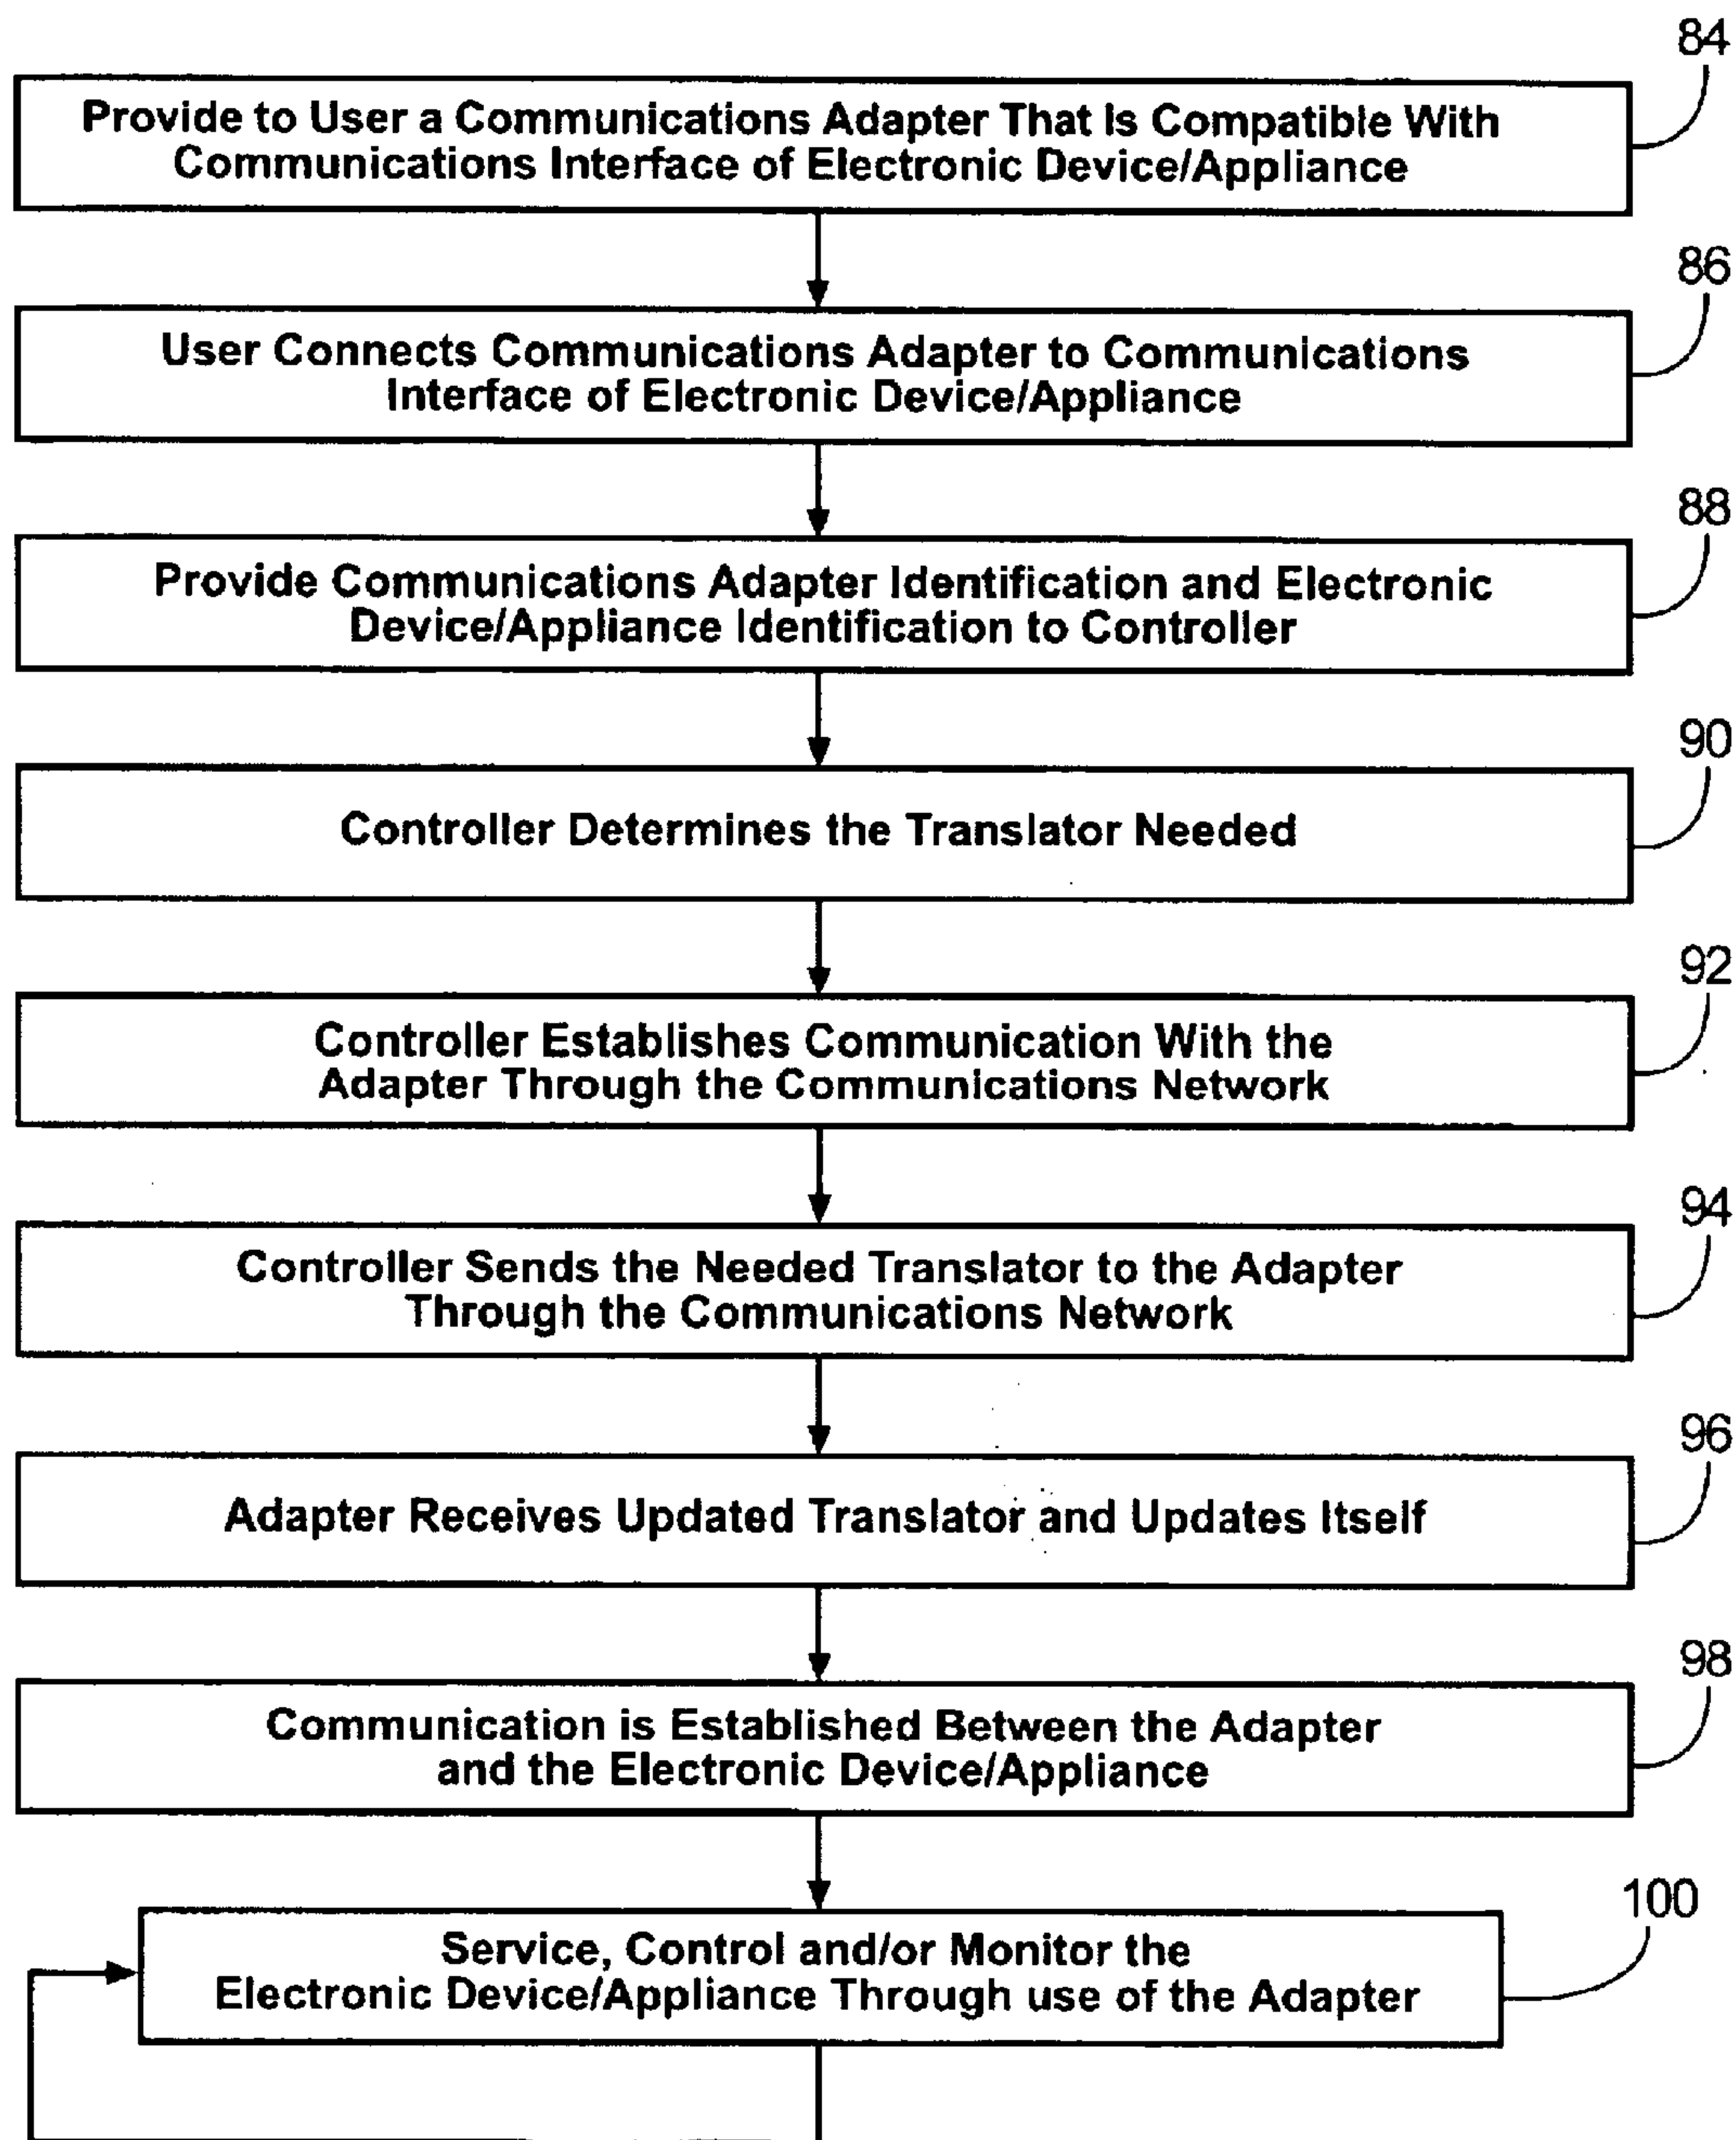 84
Provide to User a Communications Adapter That Is Compatible With
Communications Interface of Electronic Device/Appliance
86
User Connects Communications Adapter to Communications
Interface of Electronic Device/Appliance
88
Provide Communications Adapter Identification and Electronic
Device/Appliance Identification to Controller
90
Controller Determines the Translator Needed
92
Controller Establishes Communication With the
Adapter Through the Communications Network
94
Controller Sends the Needed Translator to the Adapter
Through the Communications Network
96
Adapter Receives Updated Translator and Updates Itself
98
Communication is Established Between the Adapter
and the Electronic Device/Appliance
100
Service, Control and/or Monitor the
Electronic Device/Appliance Through use of the Adapter